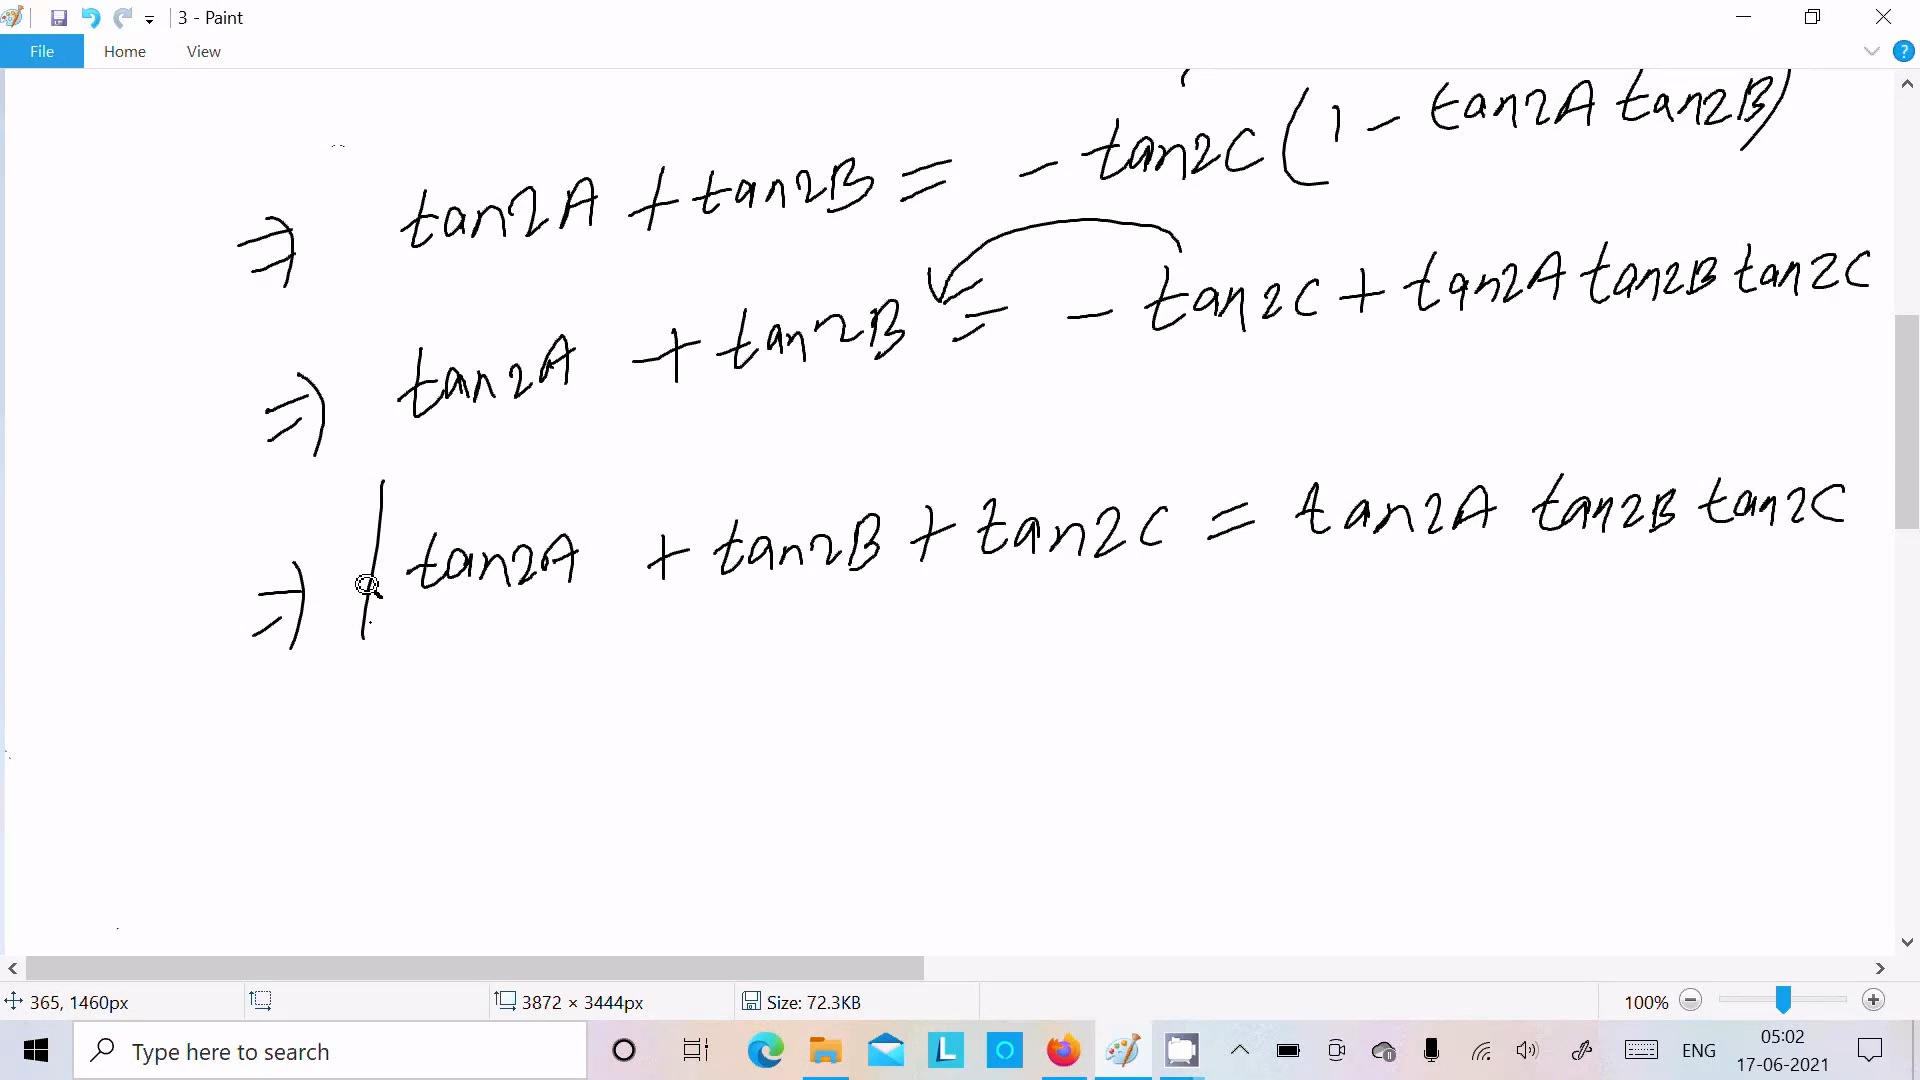 3 - Paint
File Home View
⇒ tan2A + tan2B = - tan2C (1 - tan2A tan2B)
⇒ tan2A + tan2B = - tan2C + tan2A tan2B tan2C
⇒ tan2A + tan2B + tan2C = tan2A tan2B tan2C
365, 1460px 3872 × 3444px Size: 72.3KB 100%
Type here to search L ENG 05:02
17-06-2021